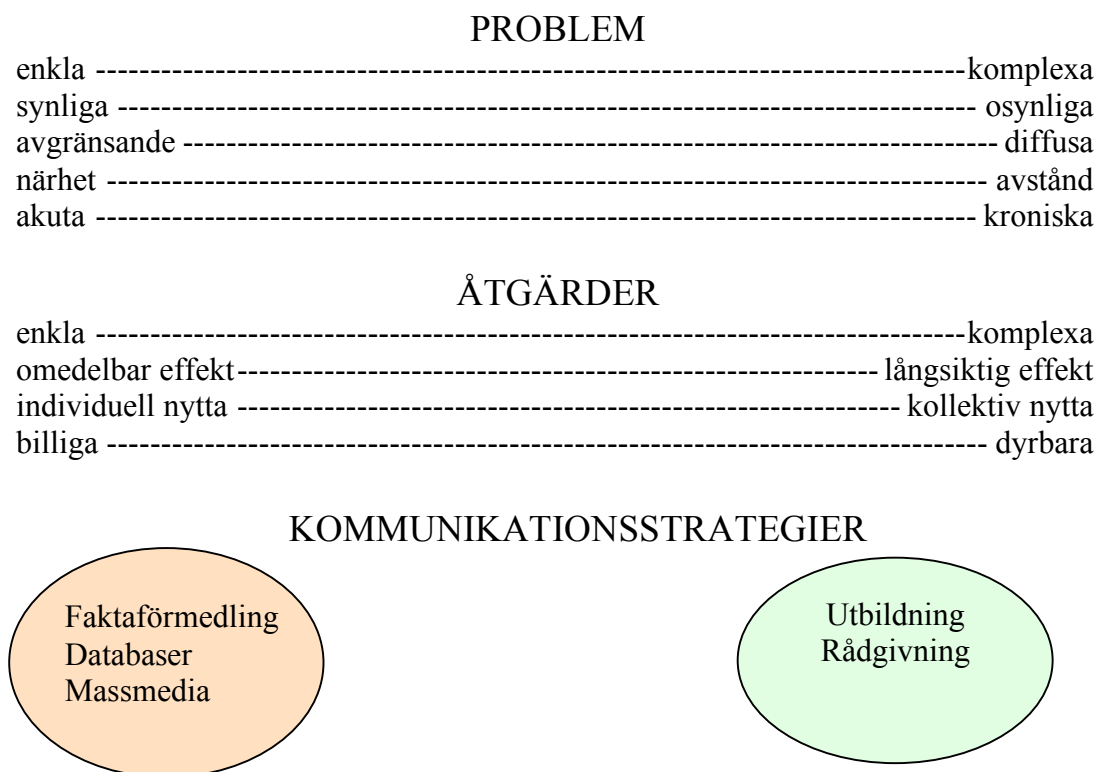 PROBLEM
enkla --------------------------------------------------------------------------------komplexa
synliga ------------------------------------------------------------------------------- osynliga
avgränsande --------------------------------------------------------------------------- diffusa
närhet --------------------------------------------------------------------------------- avstånd
akuta --------------------------------------------------------------------------------- kroniska
ÅTGÄRDER
enkla --------------------------------------------------------------------------------komplexa
omedelbar effekt----------------------------------------------------------- långsiktig effekt
individuell nytta ------------------------------------------------------------- kollektiv nytta
billiga --------------------------------------------------------------------------------- dyrbara
KOMMUNIKATIONSSTRATEGIER
Faktaförmedling
Databaser
Massmedia
Utbildning
Rådgivning